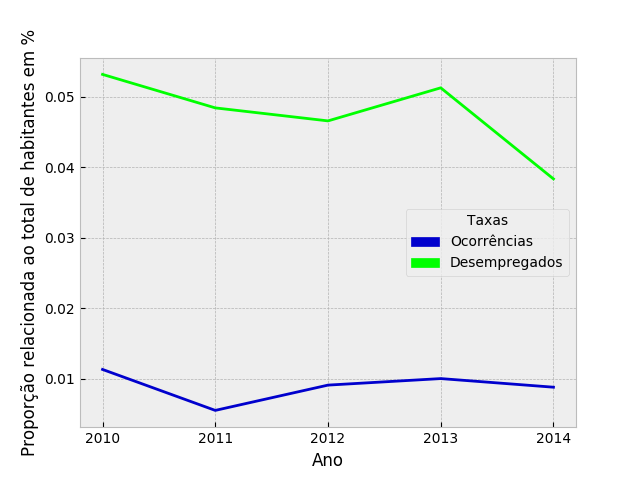 Proporção relacionada ao total de habitantes em %
0.05
0.04
0.03
0.02
0.01
Taxas
Ocorrências
Desempregados
2010 2011 2012 2013 2014
Ano